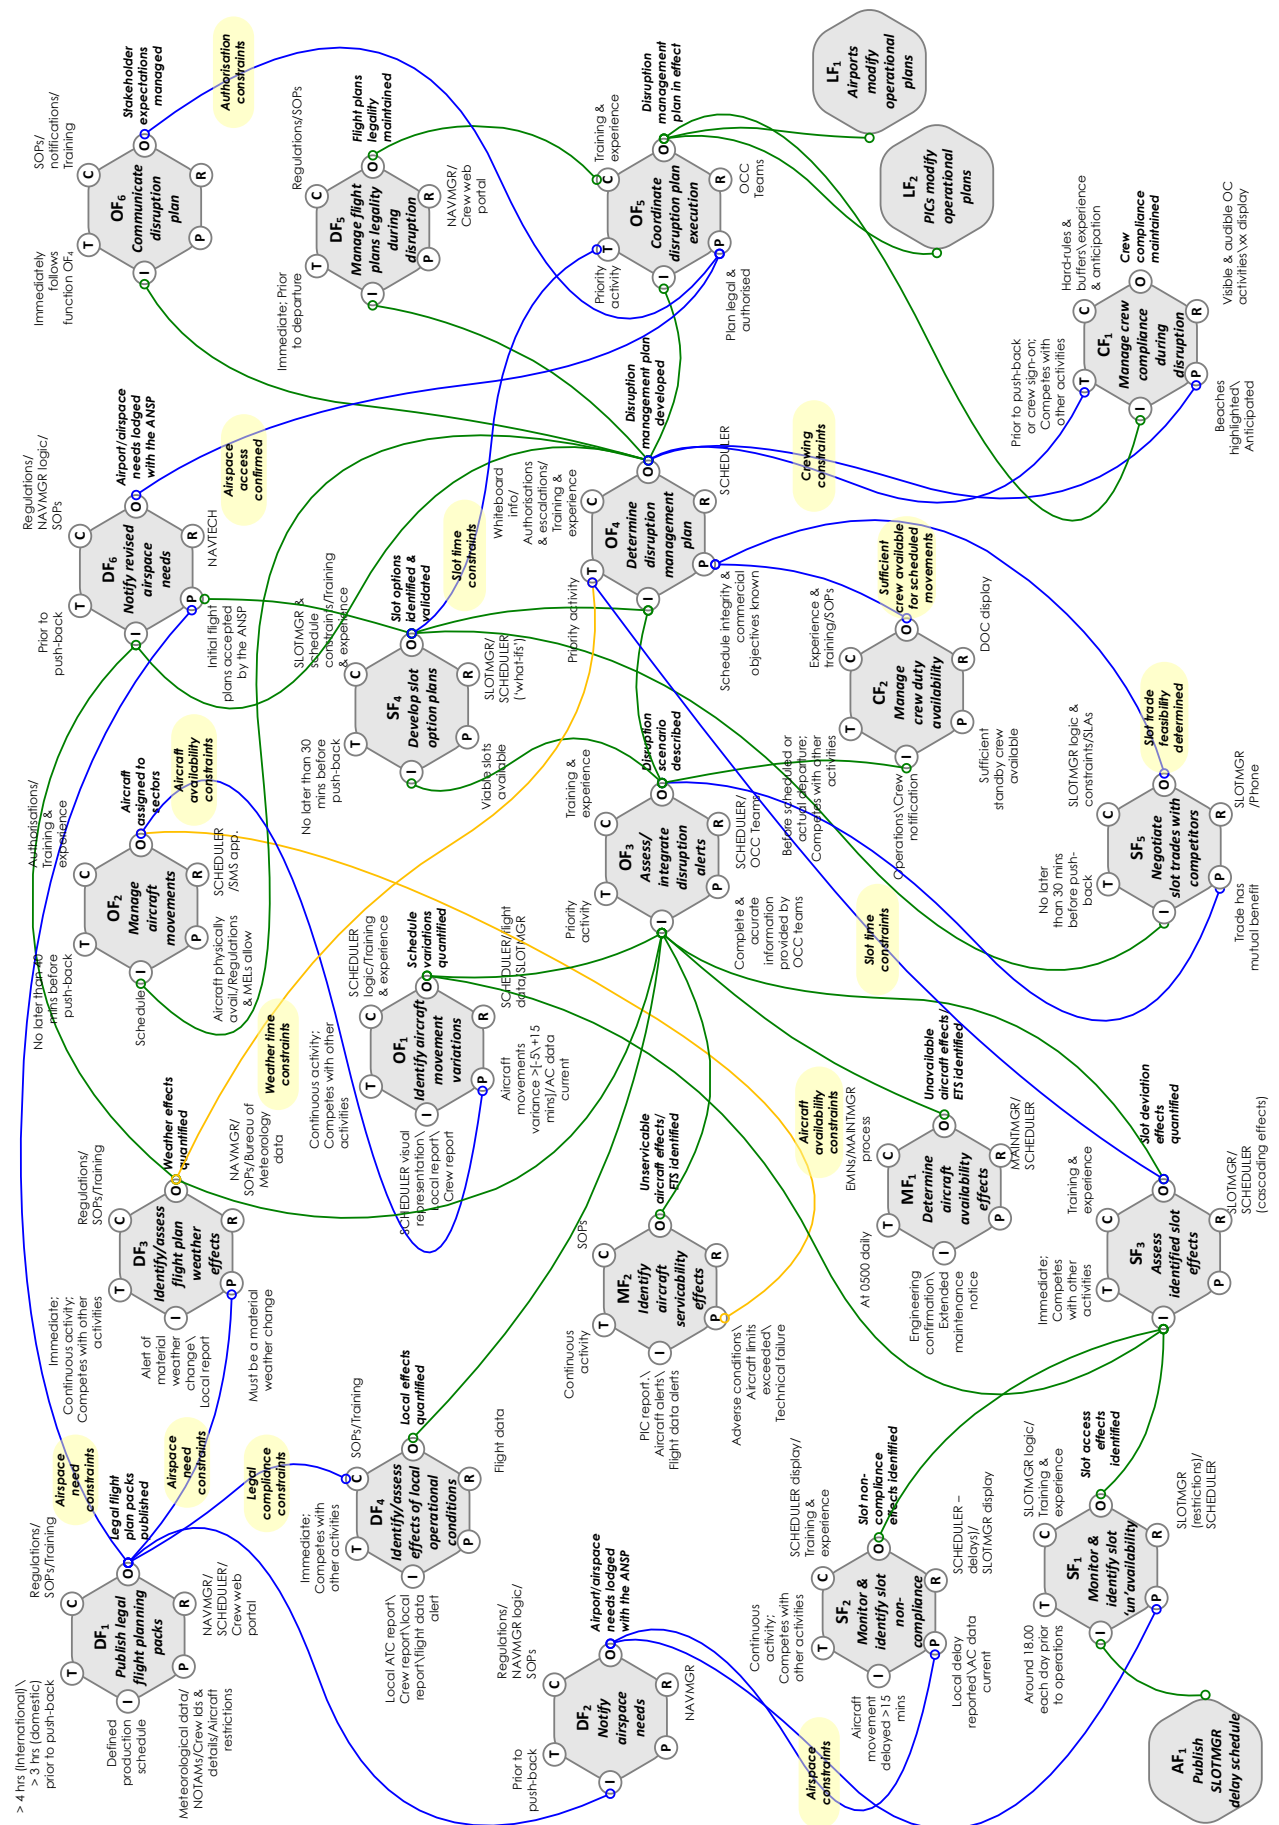 SOPs/
notifications/
Training
Immediately
follows
function OF₄
T
C
I
O
P
R
OF₆
Communicate
disruption
plan
Stakeholder
expectations
managed
Authorisation
constraints
Regulations/SOPs
Immediate; Prior
to departure
T
C
I
O
P
R
DF₅
Manage flight
plans legality
during
disruption
Flight plans
legality
maintained
NAVMGR/
Crew web
portal
Training &
experience
Priority
activity
T
C
I
O
P
R
OF₅
Coordinate
disruption plan
execution
Disruption
management
plan in effect
OCC
Teams
Plan legal &
authorised
LF₁
Airports
modify
operational
plans
LF₂
PICs modify
operational
plans
Hard-rules &
buffers\experience
& anticipation
Prior to push-back
or crew sign-on;
Competes with
other activities
T
C
I
O
P
R
CF₁
Manage crew
compliance
during
disruption
Crew
compliance
maintained
Visible & audible OC
activities\xx display
Beaches
highlighted\
Anticipated
Regulations/
NAVMGR logic/
SOPs
Prior to
push-back
T
C
I
O
P
R
DF₆
Notify revised
airspace
needs
Airport/airspace
needs lodged
with the ANSP
NAVTECH
Initial flight
plans accepted
by the ANSP
Airspace
access
confirmed
SLOTMGR &
schedule
constraints/Training
& experience
No later than 30
mins before
push-back
T
C
I
O
P
R
SF₄
Develop slot
option plans
Slot options
identified &
validated
SLOTMGR/
SCHEDULER
('what-ifs')
Viable slots
available
Slot time
constraints
Whiteboard
info/
Authorisations
& escalations/
Training &
experience
Priority activity
T
C
I
O
P
R
OF₄
Determine
disruption
management
plan
Disruption
management plan
developed
SCHEDULER
Schedule integrity &
commercial
objectives known
Crewing
constraints
Experience &
training/SOPs
Before scheduled or
actual departure;
Competes with other
activities
T
C
I
O
P
R
CF₂
Manage
crew duty
availability
Sufficient
crew available
for scheduled
movements
DOC display
Operations\Crew
notification
Sufficient
standby crew
available
SLOTMGR logic &
constraints/SLAs
No later
than 30 mins
before push-
back
T
C
I
O
P
R
SF₅
Negotiate
slot trades with
competitors
Slot trade
feasibility
determined
SLOTMGR
/Phone
Trade has
mutual benefit
Authorisations/
Training &
experience
No later than 40
mins before
push-back
T
C
I
O
P
R
OF₂
Manage
aircraft
movements
Aircraft
assigned to
sectors
Aircraft
availability
constraints
SCHEDULER
/SMS app.
Schedule
Aircraft physically
avail./Regulations
& MELs allow
SCHEDULER
logic/Training
& experience
Continuous activity;
Competes with other
activities
T
C
I
O
P
R
OF₁
Identify aircraft
movement
variations
Schedule
variations
quantified
SCHEDULER/flight
data/SLOTMGR
SCHEDULER visual
representation\
Local report\
Crew report
Aircraft
movements
variance >[-5\+15
mins]/AC data
current
Training &
experience
Priority
activity
T
C
I
O
P
R
OF₃
Assess/
integrate
disruption
alerts
Disruption
scenario
described
SCHEDULER/
OCC Teams
Complete &
acurate
information
provided by
OCC teams
Slot time
constraints
Weather time
constraints
Regulations/
SOPs/Training
Immediate;
Continuous activity;
Competes with other
activities
T
C
I
O
P
R
DF₃
Identify/assess
flight plan
weather
effects
Weather effects
quantified
NAVMGR/
SOPs/Bureau of
Meteorology
data
Alert of
material
weather
change\
Local report
Must be a material
weather change
SOPs
Continuous
activity
T
C
I
O
P
R
MF₂
Identify
aircraft
servicability
effects
Unservicable
aircraft effects/
ETS identified
PIC report\
Aircraft alerts\
Flight data alerts
Adverse conditions\
Aircraft limits
exceeded\
Technical failure
Aircraft
availability
constraints
EMNs/MAINTMGR
process
At 0500 daily
T
C
I
O
P
R
MF₁
Determine
aircraft
availability
effects
Unavailable
aircraft effects/
ETS identified
MAINTMGR/
SCHEDULER
Engineering
confirmation\
Extended
maintenance
notice
Training &
experience
Immediate;
Competes
with other
activities
T
C
I
O
P
R
SF₃
Assess
identified slot
effects
Slot deviation
effects
quantified
SLOTMGR/
SCHEDULER
(cascading effects)
Regulations/
SOPs/Training
> 4 hrs (International)\
> 3 hrs (domestic)
prior to push-back
T
C
I
O
P
R
DF₁
Publish legal
flight planning
packs
Legal flight
plan packs
published
NAVMGR/
SCHEDULER/
Crew web
portal
Defined
production
schedule
Meteorological data/
NOTAMs/Crew Ids &
details/Aircraft
restrictions
Airspace
need
constraints
Airspace
need
constraints
Legal
compliance
constraints
SOPs/Training
Immediate;
Competes with
other activities
T
C
I
O
P
R
DF₄
Identify/assess
effects of local
operational
conditions
Local effects
quantified
Flight data
Local ATC report\
Crew report\local
report\flight data
alert
Regulations/
NAVMGR logic/
SOPs
Prior to
push-back
T
C
I
O
P
R
DF₂
Notify
airspace
needs
Airport/airspace
needs lodged
with the ANSP
NAVMGR
Airspace
constraints
SCHEDULER display/
Training &
experience
Continuous
activity;
Competes with
other activities
T
C
I
O
P
R
SF₂
Monitor &
identify slot
non-
compliance
Slot non-
compliance
effects identified
SCHEDULER –
delays)/
SLOTMGR display
Aircraft
movement
delayed >15
mins
Local delay
reported\AC data
current
SLOTMGR logic/
Training &
experience
Around 18.00
each day prior
to operations
T
C
I
O
P
R
SF₁
Monitor &
identify slot
'un'availability
Slot access
effects
identified
SLOTMGR
(restrictions)/
SCHEDULER
AF₁
Publish
SLOTMGR
delay schedule